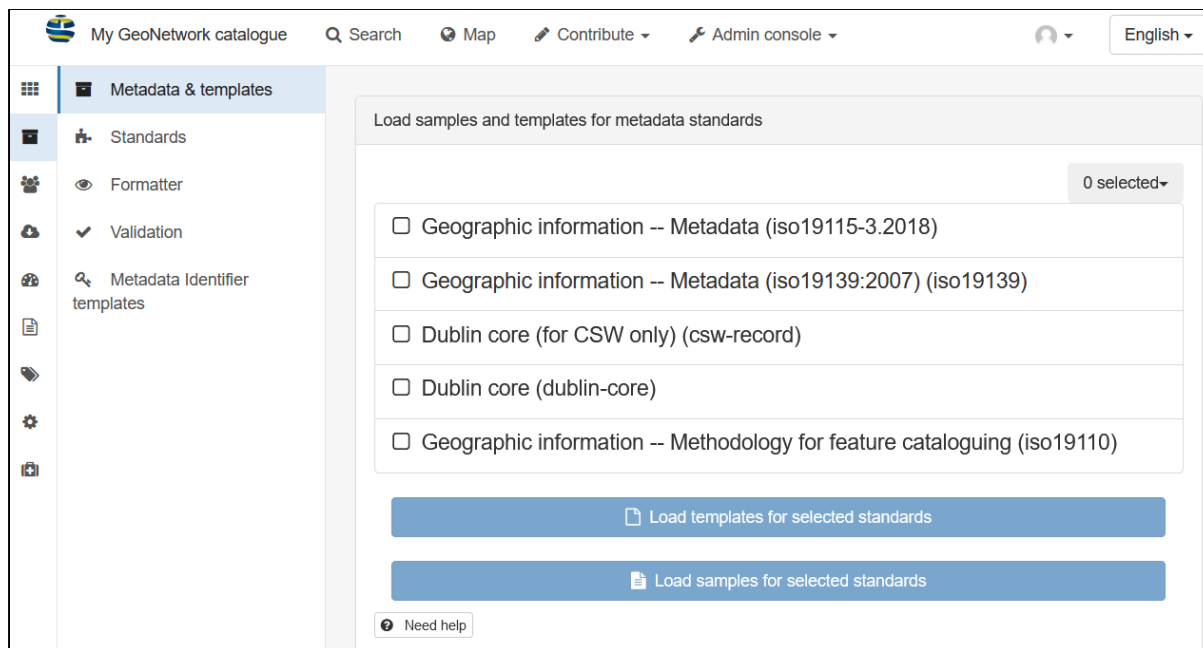 My GeoNetwork catalogue Search Map Contribute Admin console English
Metadata & templates
Standards
Formatter
Validation
Metadata Identifier
templates
Load samples and templates for metadata standards
0 selected
Geographic information -- Metadata (iso19115-3.2018)
Geographic information -- Metadata (iso19139:2007) (iso19139)
Dublin core (for CSW only) (csw-record)
Dublin core (dublin-core)
Geographic information -- Methodology for feature cataloguing (iso19110)
Load templates for selected standards
Load samples for selected standards
Need help